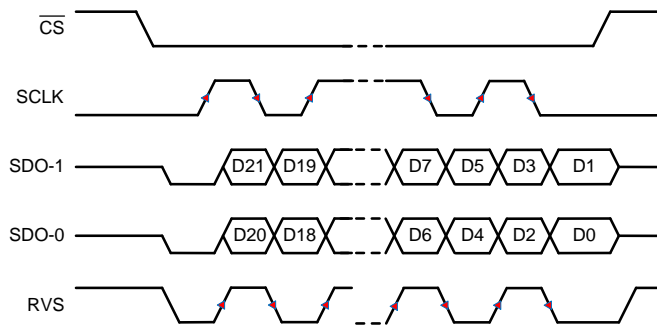 CS
SCLK
SDO-1 D21 D19 D7 D5 D3 D1
SDO-0 D20 D18 D6 D4 D2 D0
RVS